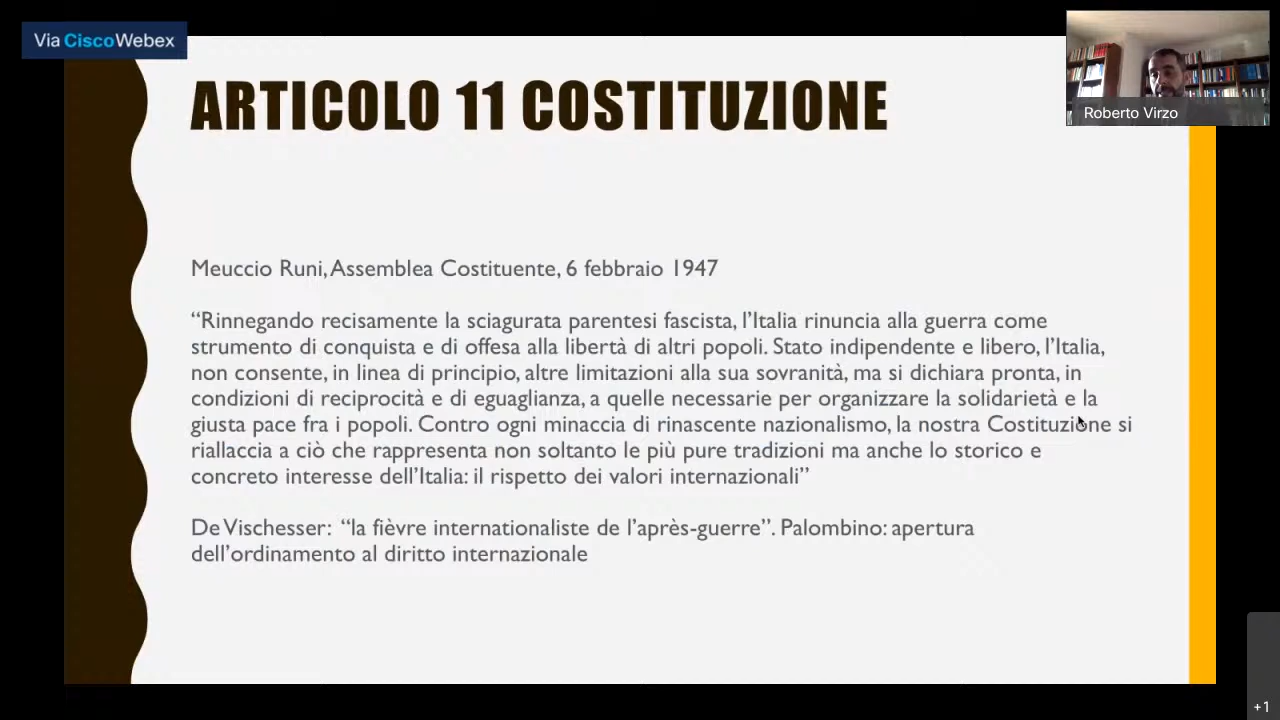 Via CiscoWebex
ARTICOLO 11 COSTITUZIONE
Roberto Virzo
Meuccio Runi, Assemblea Costituente, 6 febbraio 1947
“Rinnegando recisamente la sciagurata parentesi fascista, l’Italia rinuncia alla guerra come
strumento di conquista e di offesa alla libertà di altri popoli. Stato indipendente e libero, l’Italia,
non consente, in linea di principio, altre limitazioni alla sua sovranità, ma si dichiara pronta, in
condizioni di reciprocità e di eguaglianza, a quelle necessarie per organizzare la solidarietà e la
giusta pace fra i popoli. Contro ogni minaccia di rinascente nazionalismo, la nostra Costituzione si
riallaccia a ciò che rappresenta non soltanto le più pure tradizioni ma anche lo storico e
concreto interesse dell’Italia: il rispetto dei valori internazionali”
De Vischesser: “la fièvre internationaliste de l’après-guerre”. Palombino: apertura
dell’ordinamento al diritto internazionale
+1